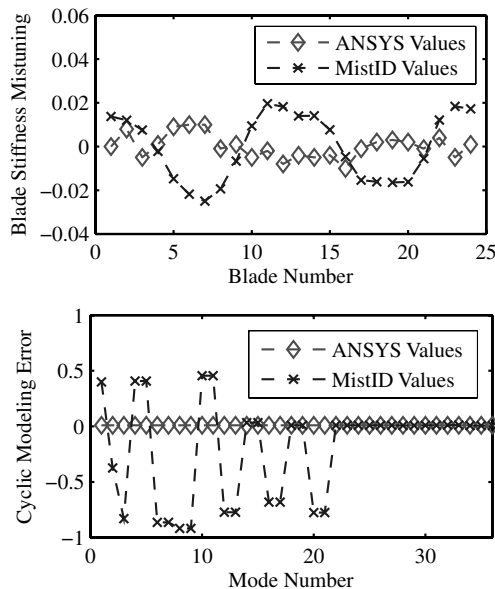 0.06
0.04
0.02
0
−0.02
−0.04
Blade Stiffness Mistuning
ANSYS Values
MistID Values
0 5 10 15 20 25
Blade Number
1
0.5
0
−0.5
−1
Cyclic Modeling Error
ANSYS Values
MistID Values
0 10 20 30
Mode Number